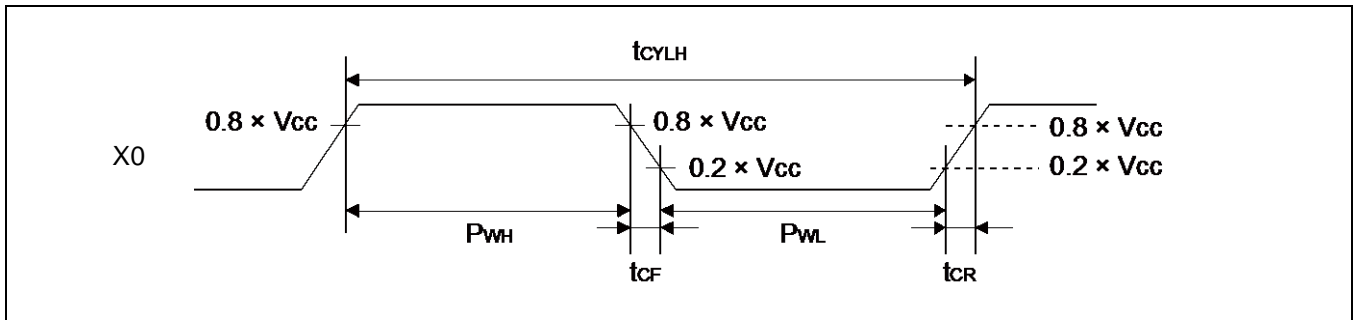 tCYLH
0.8 × Vcc
0.8 × Vcc
0.8 × Vcc
X0
0.2 × Vcc
0.2 × Vcc
PWH
PWL
tCF
tCR